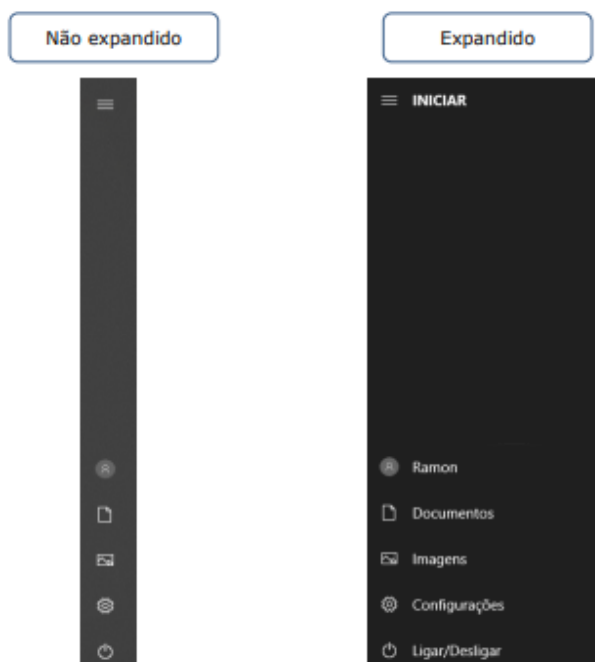 Não expandido
Expandido
INICIAR
Ramon
Documentos
Imagens
Configurações
Ligar/Desligar